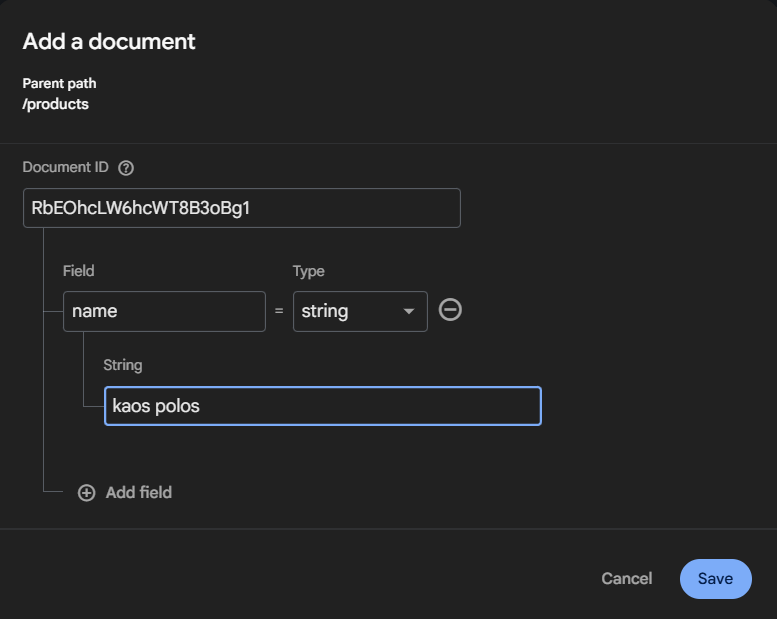 Add a document
Parent path
/products
Document ID
RbEOhcLW6hcWT8B3oBg1
Field Type
name = string
String
kaos polos
Add field
Cancel Save